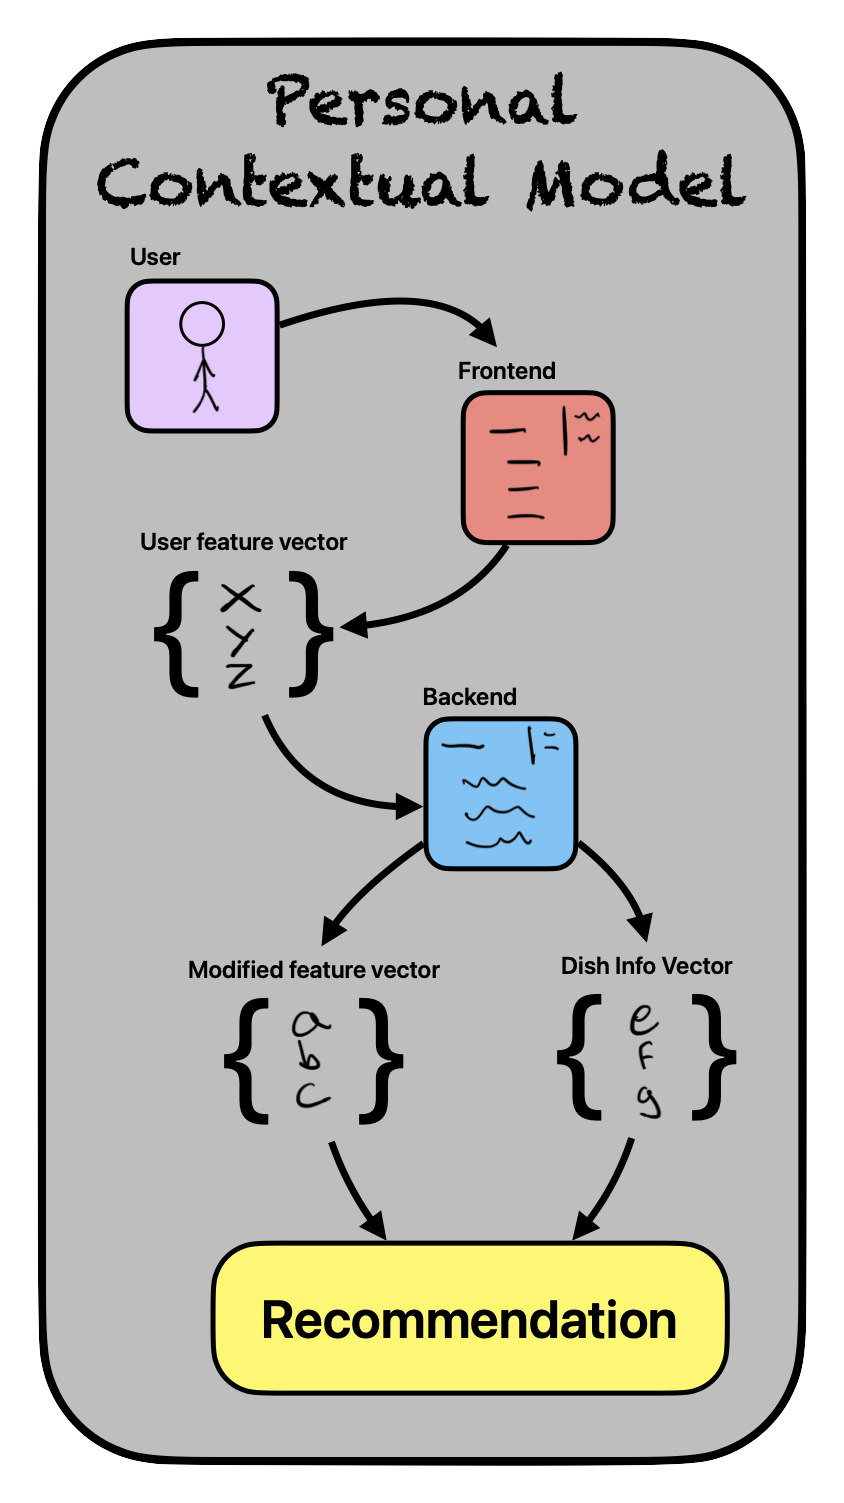 Personal
Contextual Model
User
Frontend
User feature vector
{ X
Y
Z }
Backend
Modified feature vector
{ a
b
c }
Dish Info Vector
{ e
F
g }
Recommendation